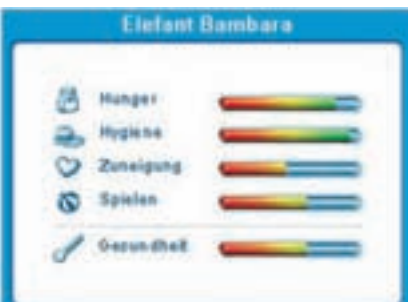 Elefant Bambara
Hunger
Hygiene
Zuneigung
Spielen
Gesundheit